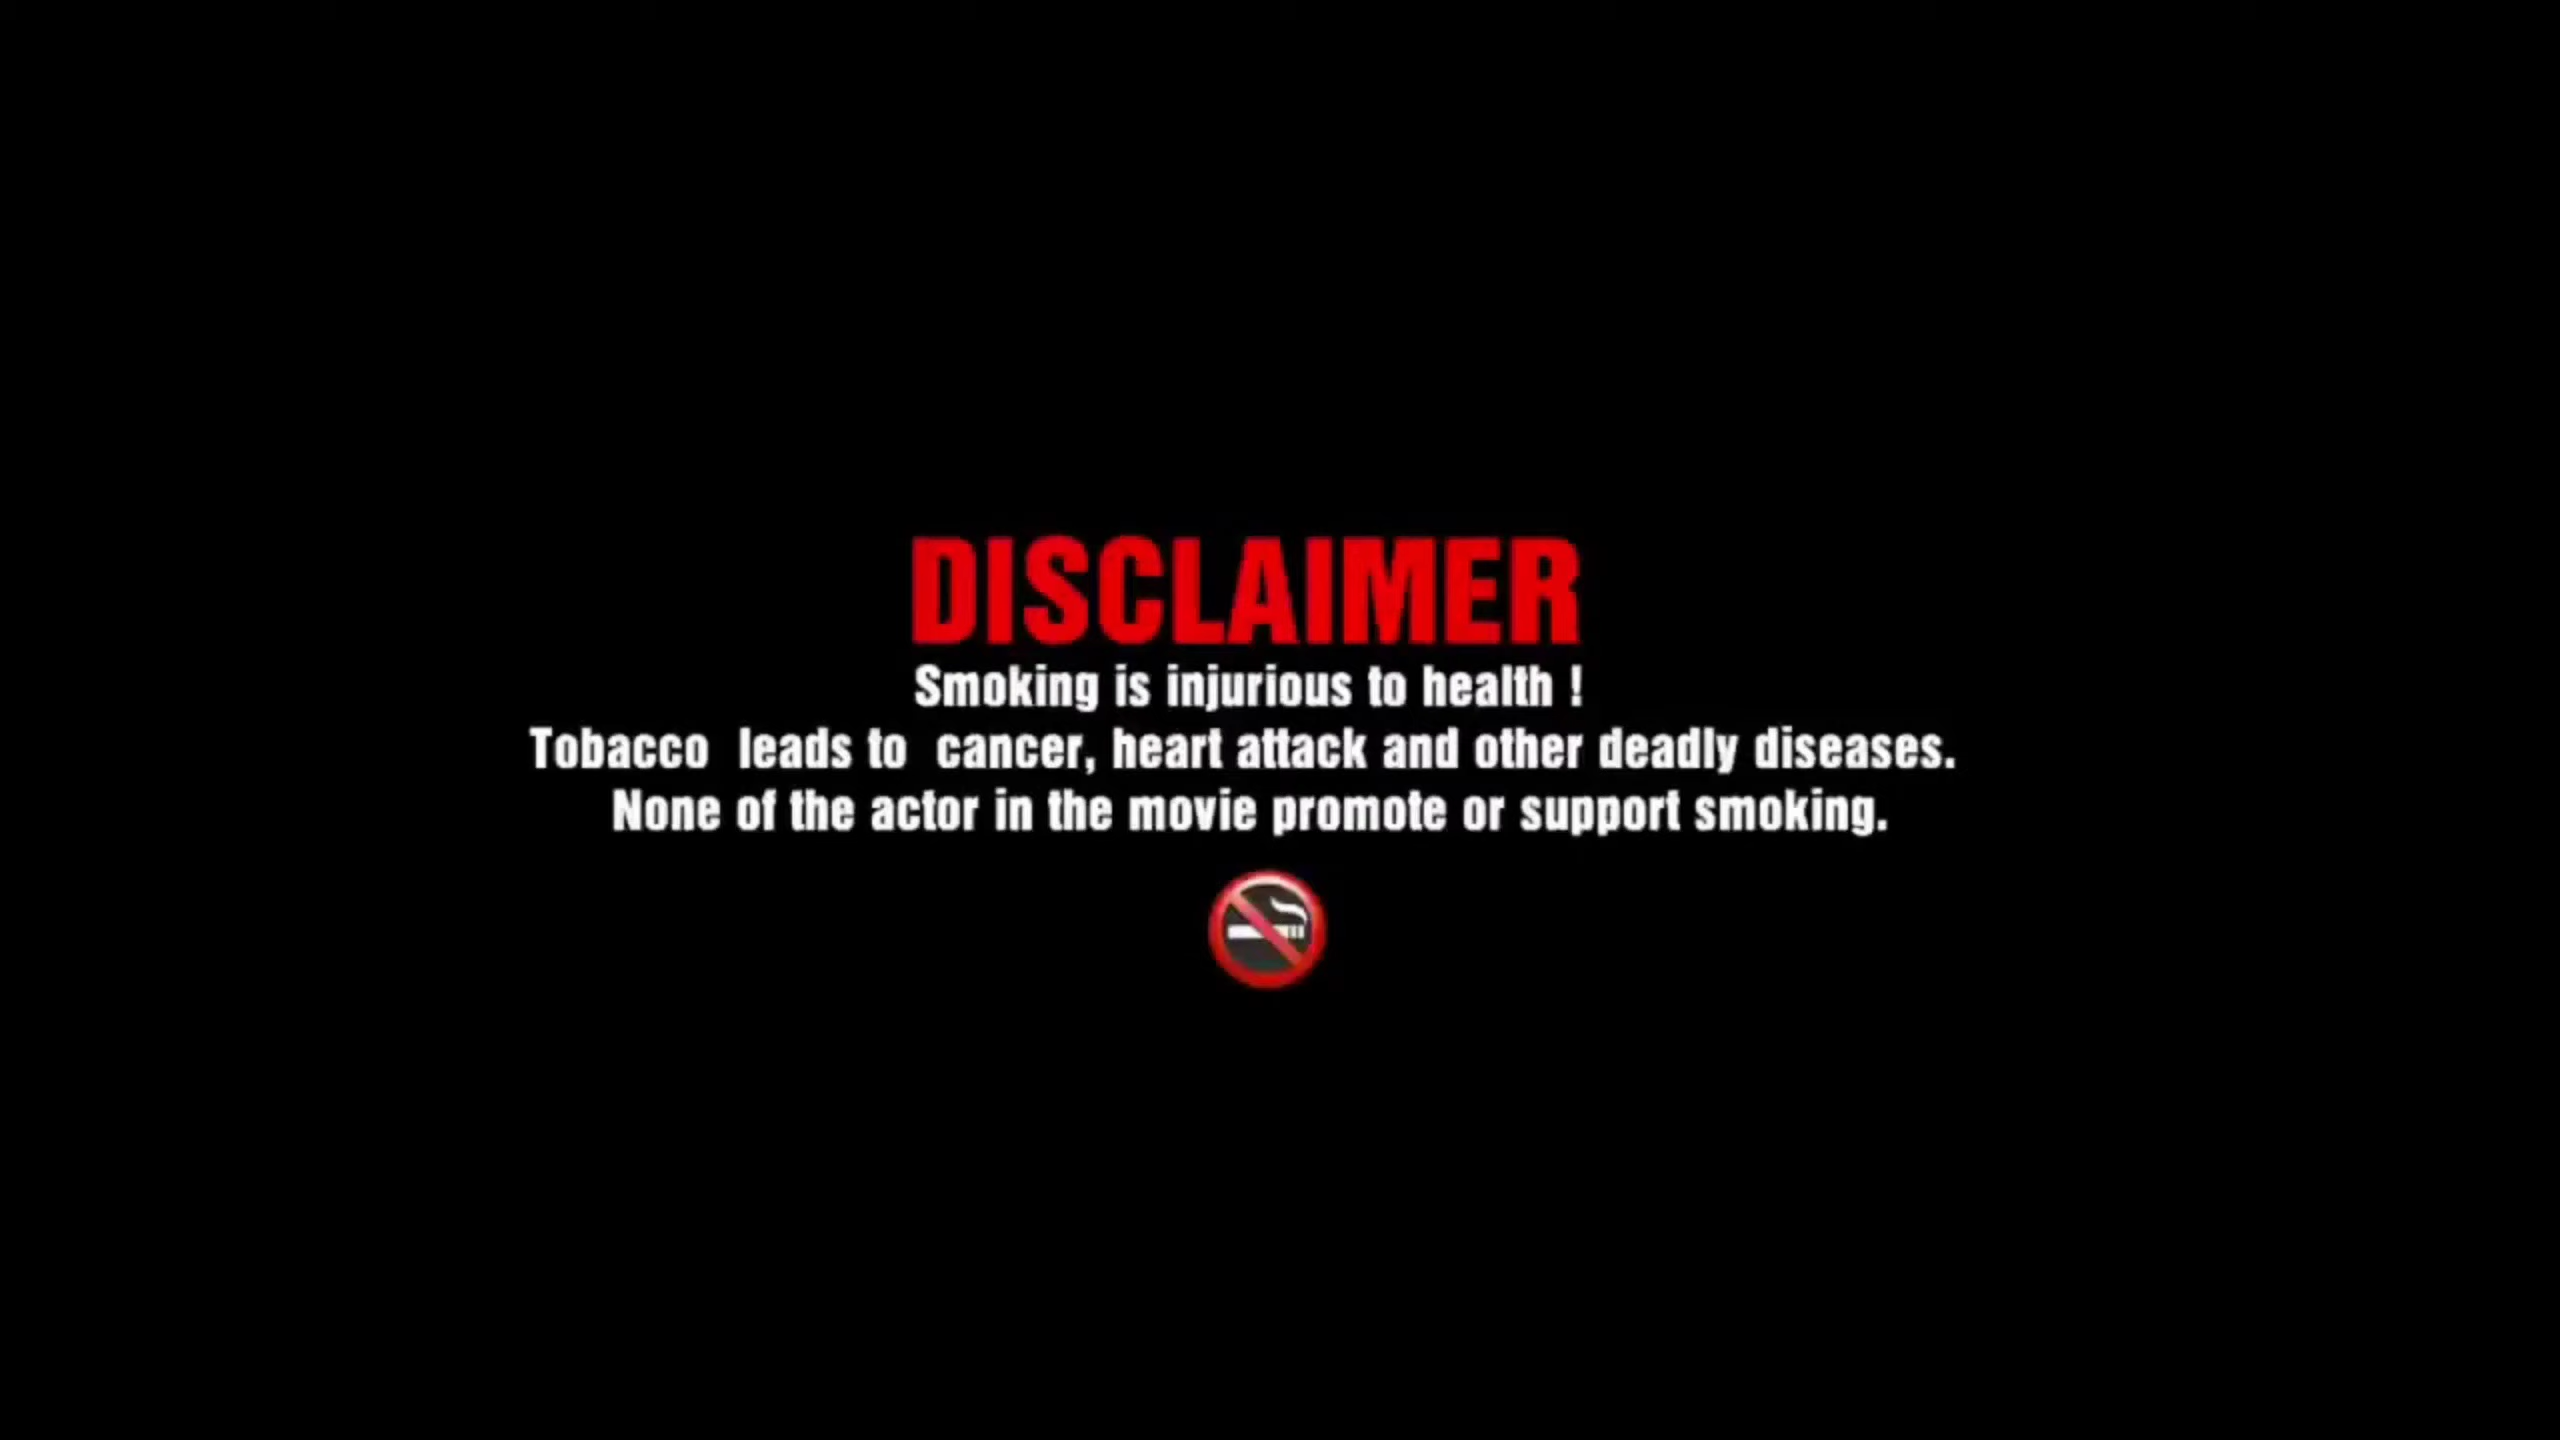 DISCLAIMER
Smoking is injurious to health !
Tobacco  leads to  cancer, heart attack and other deadly diseases.
None of the actor in the movie promote or support smoking.